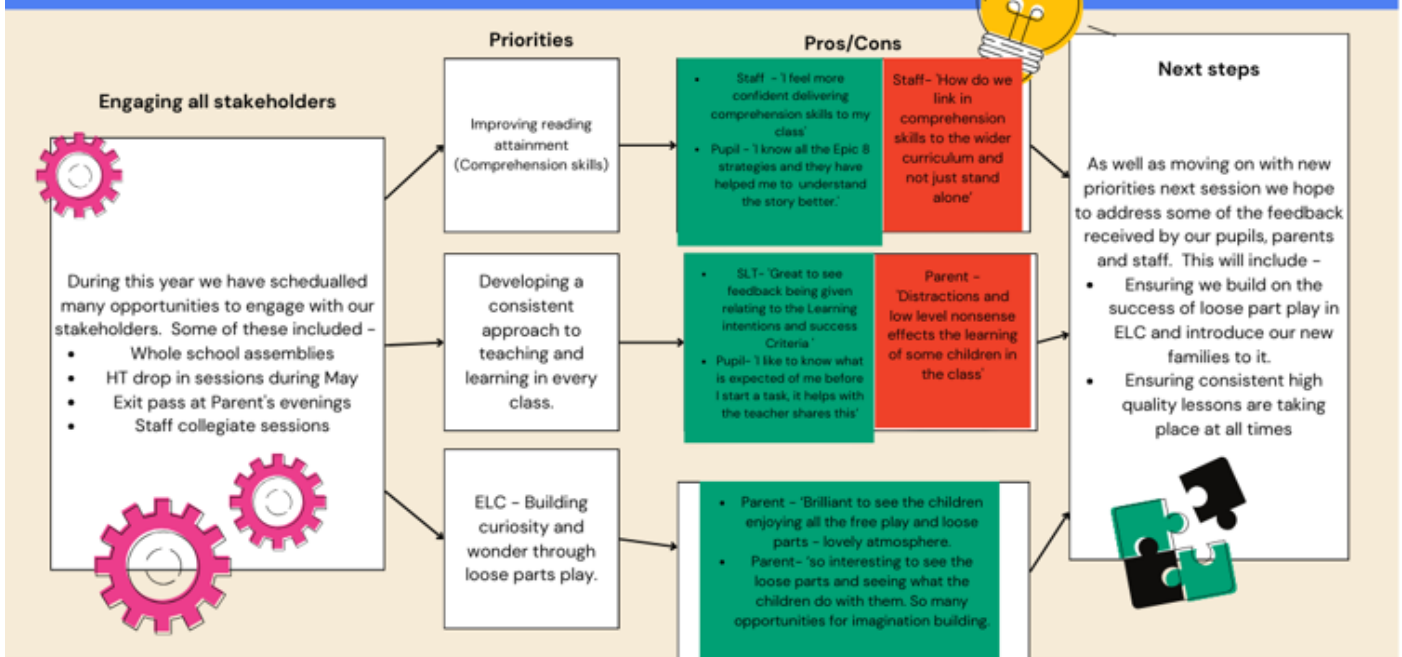 Engaging all stakeholders
During this year we have schedualled
many opportunities to engage with our
stakeholders. Some of these included -
• Whole school assemblies
• HT drop in sessions during May
• Exit pass at Parent's evenings
• Staff collegiate sessions
Priorities
Improving reading
attainment
(Comprehension skills)
Developing a
consistent
approach to
teaching and
learning in every
class.
ELC - Building
curiosity and
wonder through
loose parts play.
Pros/Cons
• Staff - 'I feel more
confident delivering
comprehension skills to my
class'
• Pupil - 'I know all the Epic 8
strategies and they have
helped me to understand
the story better.'
Staff- 'How do we
link in
comprehension
skills to the wider
curriculum and
not just stand
alone'
• SLT- 'Great to see
feedback being given
relating to the Learning
intentions and success
Criteria '
• Pupil- 'I like to know what
is expected of me before
I start a task, it helps with
the teacher shares this'
Parent -
'Distractions and
low level nonsense
effects the learning
of some children in
the class'
• Parent - 'Brilliant to see the children
enjoying all the free play and loose
parts - lovely atmosphere.
• Parent- 'so interesting to see the
loose parts and seeing what the
children do with them. So many
opportunities for imagination building.
Next steps
As well as moving on with new
priorities next session we hope
to address some of the feedback
received by our pupils, parents
and staff. This will include -
• Ensuring we build on the
success of loose part play in
ELC and introduce our new
families to it.
• Ensuring consistent high
quality lessons are taking
place at all times